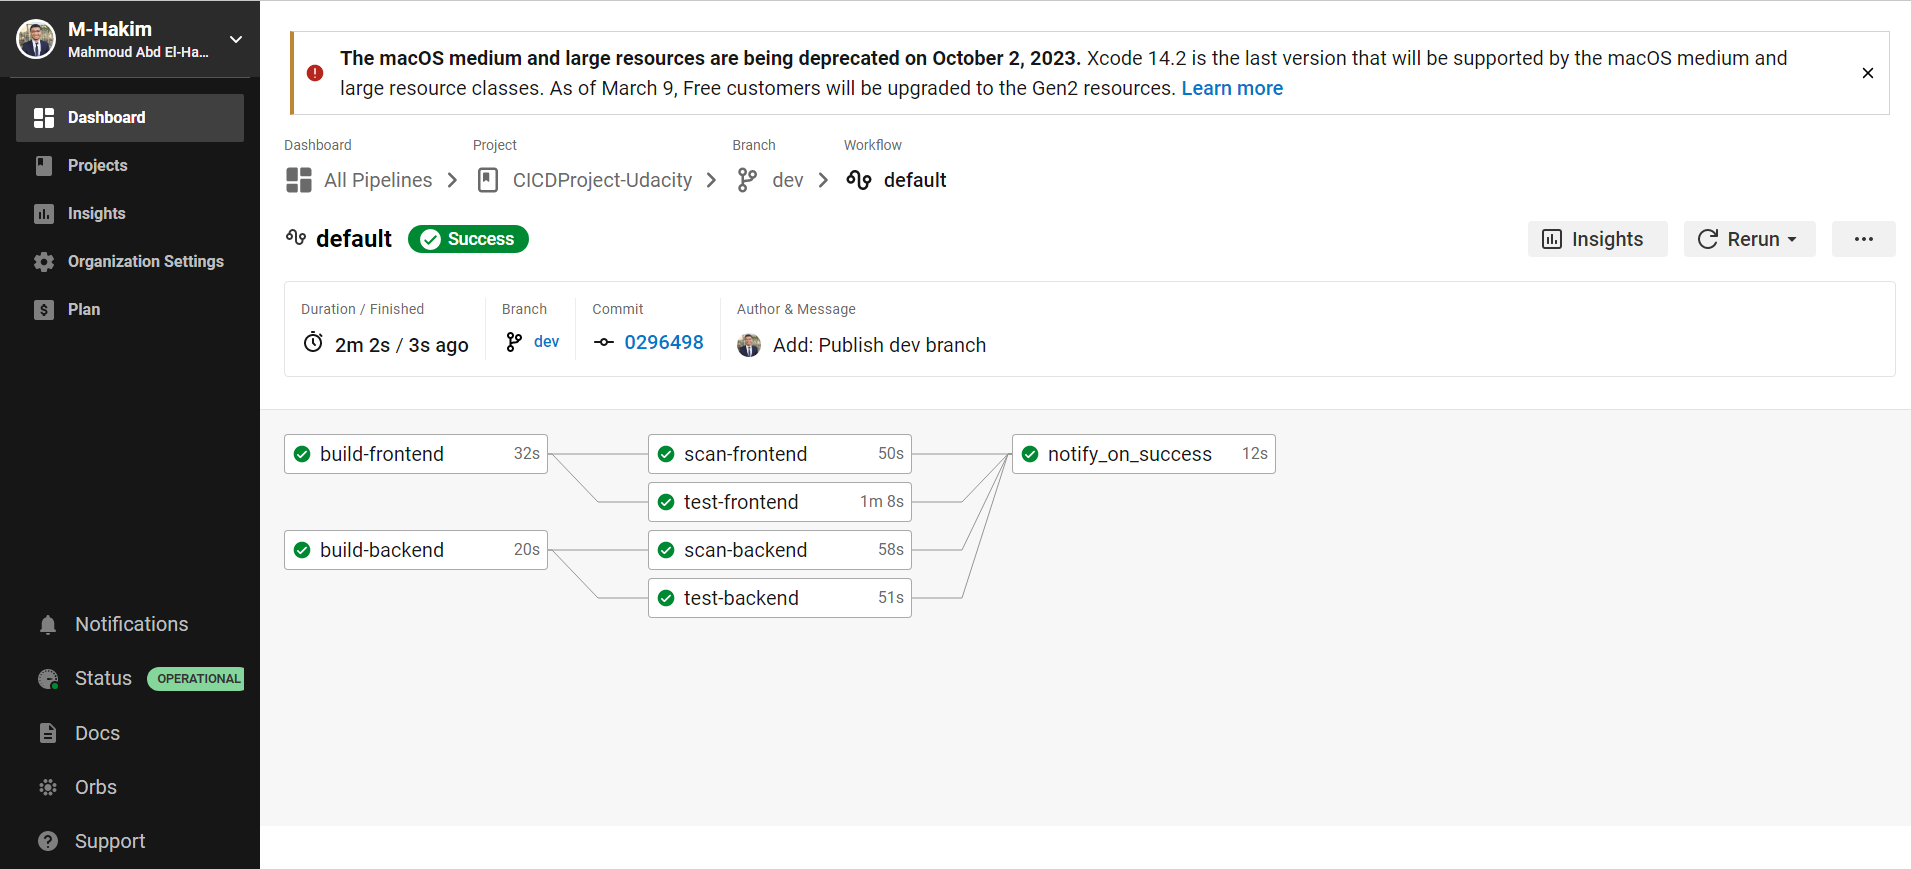 M-Hakim
Mahmoud Abd El-Ha...
Dashboard
Projects
Insights
Organization Settings
Plan
Notifications
Status OPERATIONAL
Docs
Orbs
Support
The macOS medium and large resources are being deprecated on October 2, 2023. Xcode 14.2 is the last version that will be supported by the macOS medium and
large resource classes. As of March 9, Free customers will be upgraded to the Gen2 resources. Learn more
Dashboard Project Branch Workflow
All Pipelines CICDProject-Udacity dev default
default Success Insights Rerun
Duration / Finished Branch Commit Author & Message
2m 2s / 3s ago dev 0296498 Add: Publish dev branch
build-frontend 32s scan-frontend 50s notify_on_success 12s
test-frontend 1m 8s
build-backend 20s scan-backend 58s
test-backend 51s